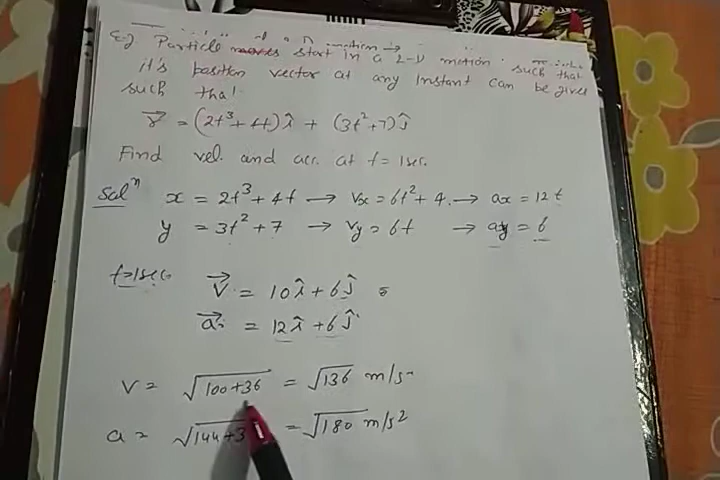 Eg Particle start in a 2-D motion such that
it's position vector at any instant can be given
such that
r⃗ = (2t³+4t)î + (3t²+7)ĵ
Find vel. and acc. at t=1sec.
Solⁿ x = 2t³+4t → Vx = 6t²+4 → ax = 12t
y = 3t²+7 → Vy = 6t → ay = 6
t=1sec V⃗ = 10î+6ĵ
a⃗ = 12î+6ĵ
V = √100+36 = √136 m/s
a = √144+3 = √180 m/s²